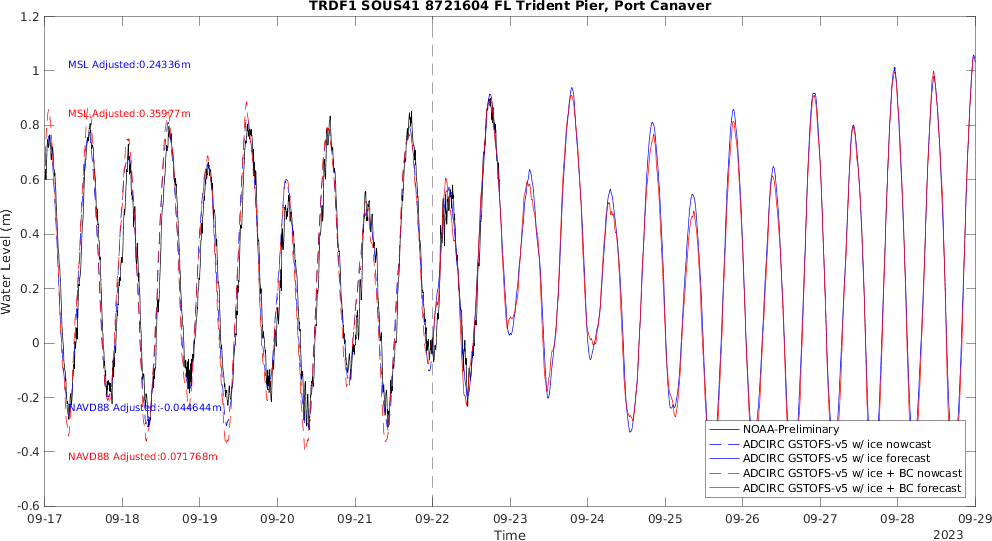 TRDF1 SOUS41 8721604 FL Trident Pier, Port Canaver
1.2
1
0.8
0.6
0.4
0.2
0
-0.2
-0.4
-0.6
Water Level (m)
MSL Adjusted:0.24336m
MSL Adjusted:0.35977m
NAVD88 Adjusted:-0.044644m
NAVD88 Adjusted:0.071768m
NOAA-Preliminary
ADCIRC GSTOFS-v5 w/ ice nowcast
ADCIRC GSTOFS-v5 w/ ice forecast
ADCIRC GSTOFS-v5 w/ ice + BC nowcast
ADCIRC GSTOFS-v5 w/ ice + BC forecast
09-17 09-18 09-19 09-20 09-21 09-22 09-23 09-24 09-25 09-26 09-27 09-28 09-29
Time
2023